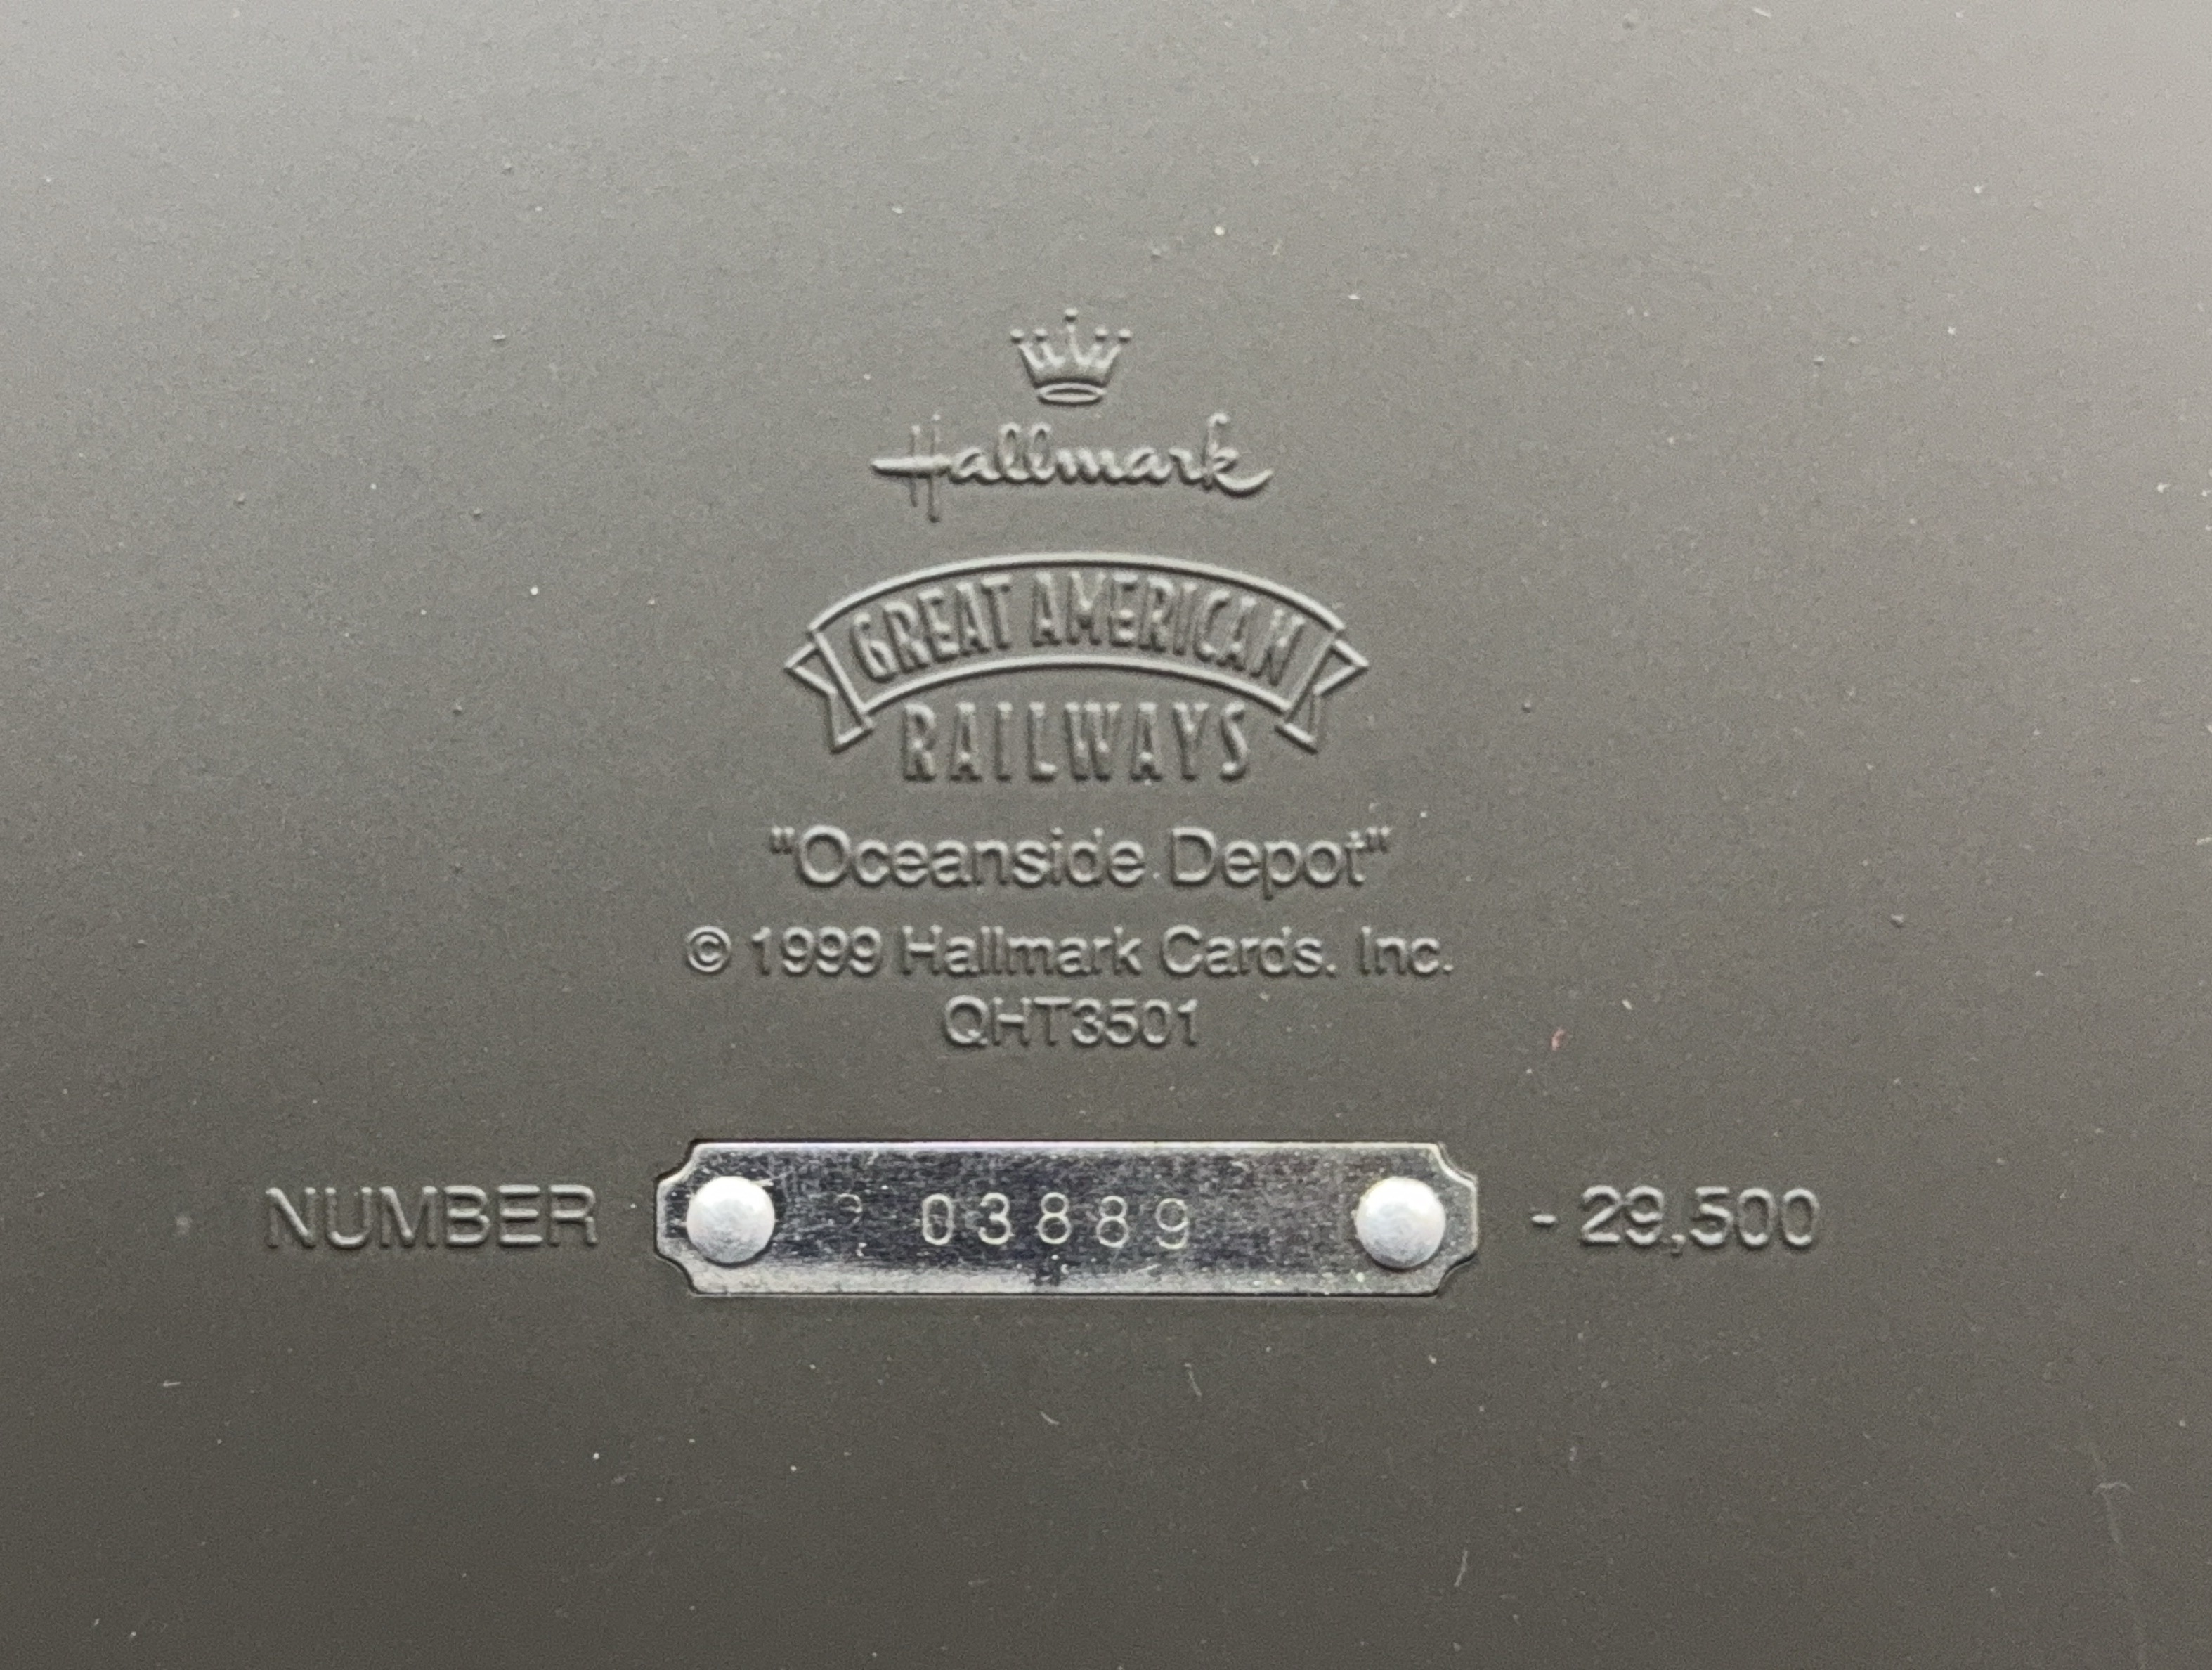 Hallmark
GREAT AMERICAN
RAILWAYS
"Oceanside Depot"
© 1999 Hallmark Cards. Inc.
QHT3501
NUMBER 03889 - 29,500